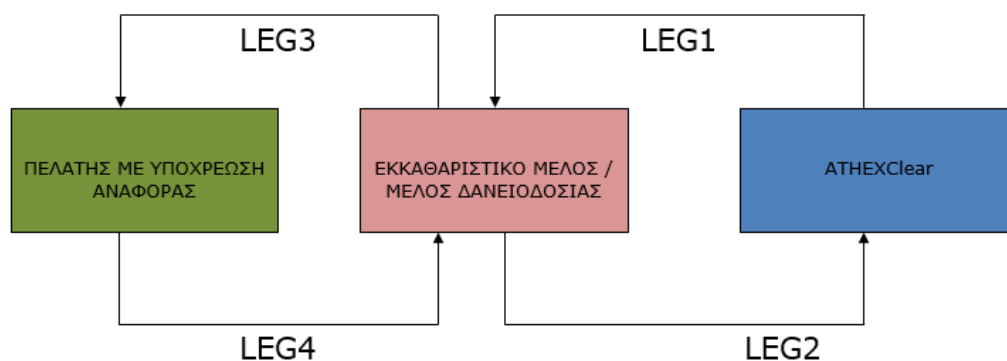 LEG3
LEG1
ΠΕΛΑΤΗΣ ΜΕ ΥΠΟΧΡΕΩΣΗ
ΑΝΑΦΟΡΑΣ
ΕΚΚΑΘΑΡΙΣΤΙΚΟ ΜΕΛΟΣ /
ΜΕΛΟΣ ΔΑΝΕΙΟΔΟΣΙΑΣ
ATHEXClear
LEG4
LEG2